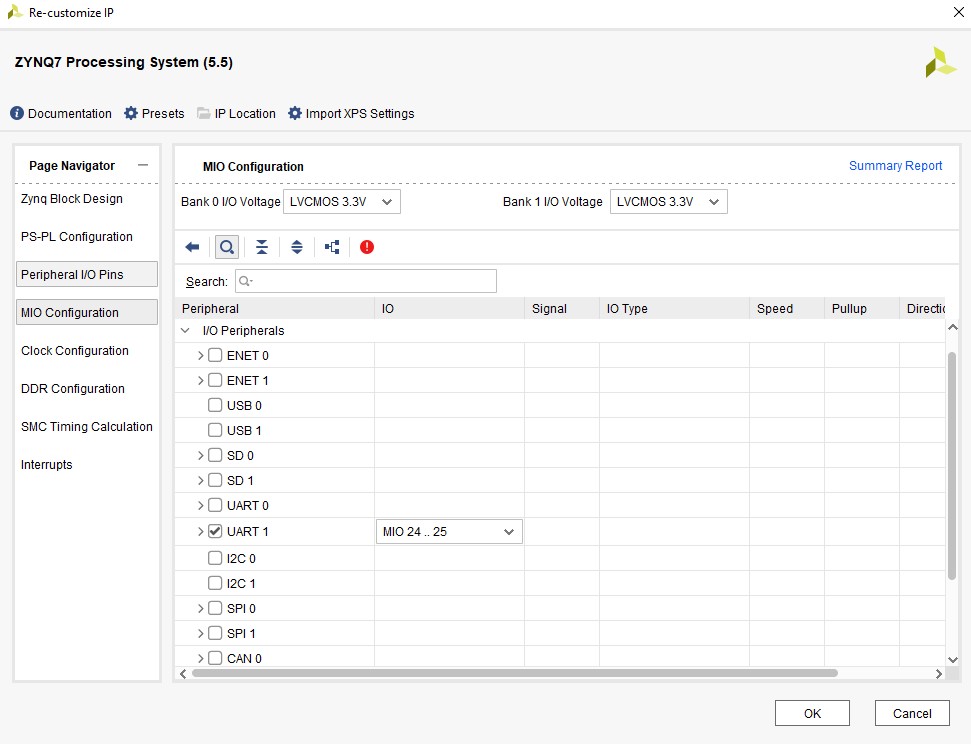 Re-customize IP
ZYNQ7 Processing System (5.5)
Documentation Presets IP Location Import XPS Settings
Page Navigator
Zynq Block Design
PS-PL Configuration
Peripheral I/O Pins
MIO Configuration
Clock Configuration
DDR Configuration
SMC Timing Calculation
Interrupts
MIO Configuration Summary Report
Bank 0 I/O Voltage LVCMOS 3.3V Bank 1 I/O Voltage LVCMOS 3.3V
Search:
Peripheral IO Signal IO Type Speed Pullup Directic
I/O Peripherals
ENET 0
ENET 1
USB 0
USB 1
SD 0
SD 1
UART 0
UART 1 MIO 24 .. 25
I2C 0
I2C 1
SPI 0
SPI 1
CAN 0
OK Cancel